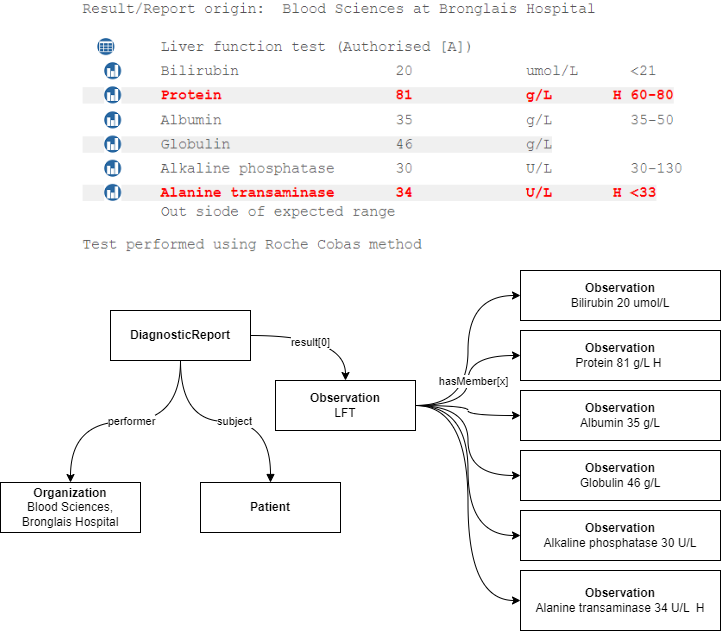 Result/Report origin:  Blood Sciences at Bronglais Hospital
Liver function test (Authorised [A])
Bilirubin 20 umol/L <21
Protein 81 g/L H 60-80
Albumin 35 g/L 35-50
Globulin 46 g/L
Alkaline phosphatase 30 U/L 30-130
Alanine transaminase 34 U/L H <33
Out siode of expected range
Test performed using Roche Cobas method
DiagnosticReport
result[0]
performer
subject
Organization
Blood Sciences,
Bronglais Hospital
Patient
Observation
LFT
hasMember[x]
Observation
Bilirubin 20 umol/L
Observation
Protein 81 g/L H
Observation
Albumin 35 g/L
Observation
Globulin 46 g/L
Observation
Alkaline phosphatase 30 U/L
Observation
Alanine transaminase 34 U/L  H